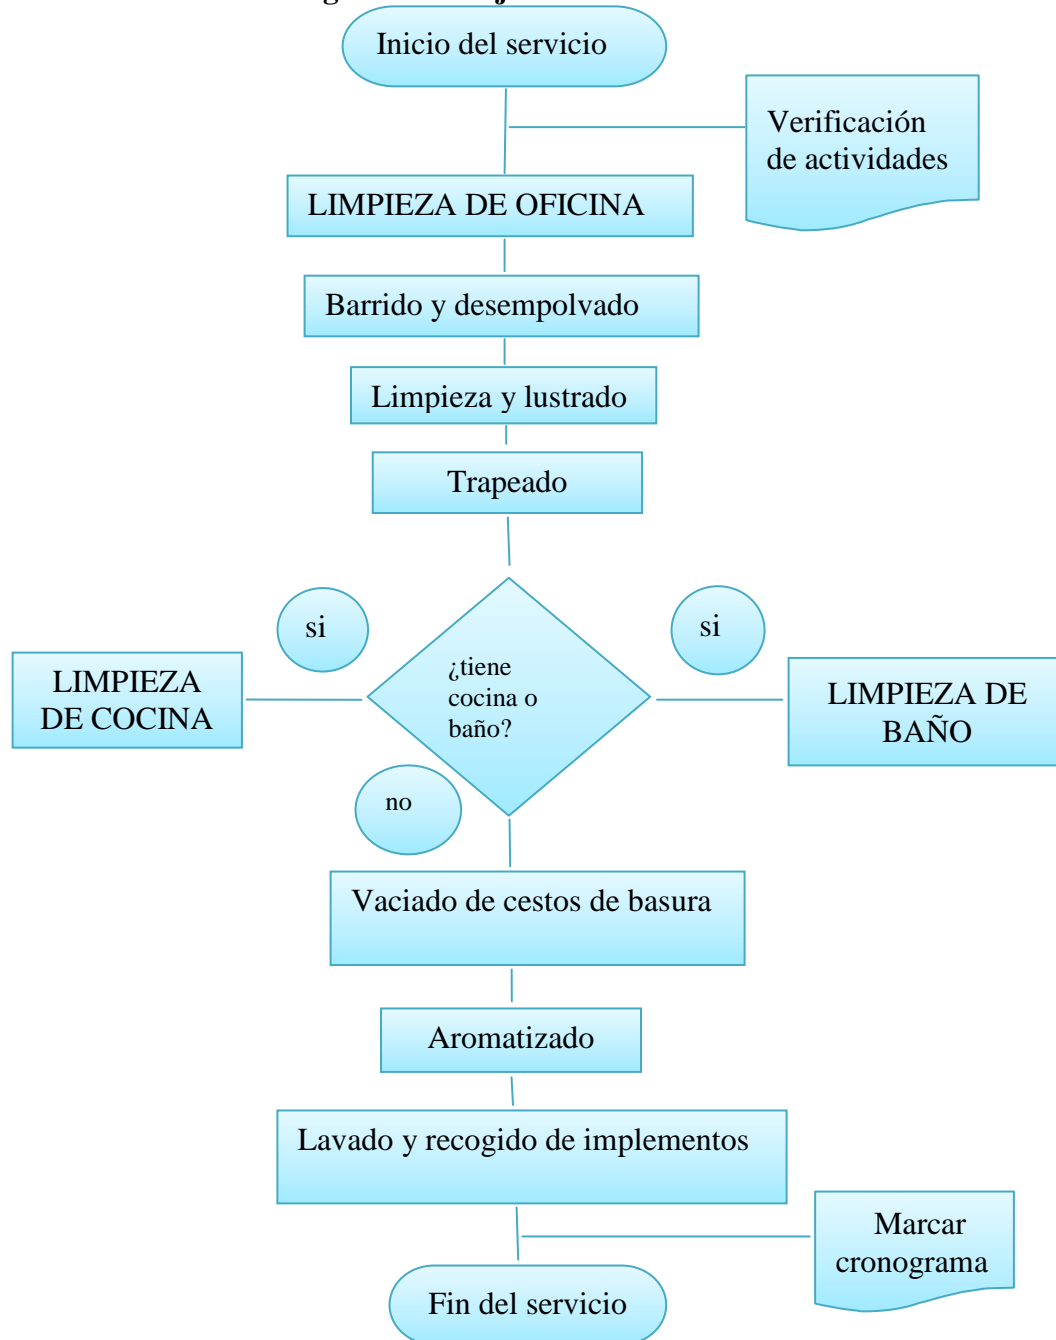 Inicio del servicio
Verificación
de actividades
LIMPIEZA DE OFICINA
Barrido y desempolvado
Limpieza y lustrado
Trapeado
si
si
¿tiene
cocina o
baño?
LIMPIEZA
DE COCINA
LIMPIEZA DE
BAÑO
no
Vaciado de cestos de basura
Aromatizado
Lavado y recogido de implementos
Marcar
cronograma
Fin del servicio